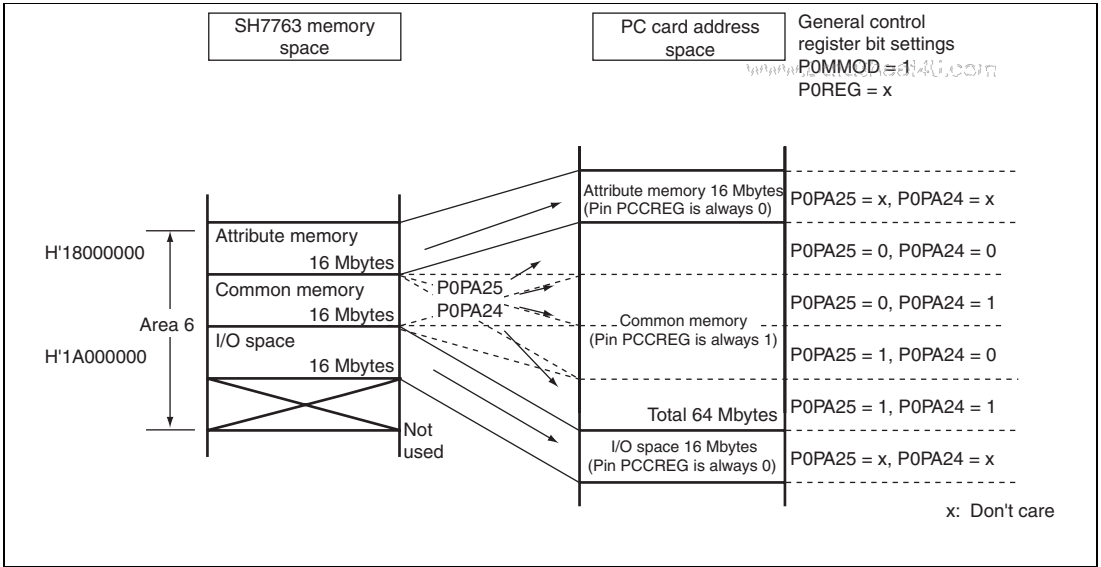 SH7763 memory
space
PC card address
space
General control
register bit settings
P0MMOD = 1
P0REG = x
H'18000000
Area 6
H'1A000000
Attribute memory
16 Mbytes
Common memory
16 Mbytes
I/O space
16 Mbytes
Not
used
P0PA25
P0PA24
Attribute memory 16 Mbytes
(Pin PCCREG is always 0)
Common memory
(Pin PCCREG is always 1)
Total 64 Mbytes
I/O space 16 Mbytes
(Pin PCCREG is always 0)
P0PA25 = x, P0PA24 = x
P0PA25 = 0, P0PA24 = 0
P0PA25 = 0, P0PA24 = 1
P0PA25 = 1, P0PA24 = 0
P0PA25 = 1, P0PA24 = 1
P0PA25 = x, P0PA24 = x
x: Don't care